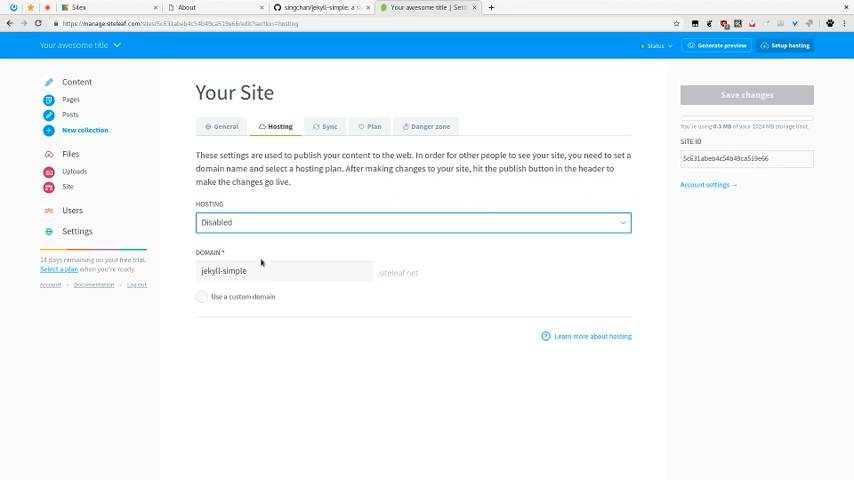 Silex
About
singchan/jekyll-simple: a s
Your awesome title | Sett
https://manage.siteleaf.com/sites/5c631abeb4c54b49ca519e66/edit?section=hosting
Your awesome title
Status
Generate preview
Setup hosting
Content
Pages
Posts
New collection
Files
Uploads
Site
Users
Settings
14 days remaining on your free trial.
Select a plan when you're ready.
Account
Documentation
Log out
Your Site
General
Hosting
Sync
Plan
Danger zone
These settings are used to publish your content to the web. In order for other people to see your site, you need to set a
domain name and select a hosting plan. After making changes to your site, hit the publish button in the header to
make the changes go live.
HOSTING
Disabled
DOMAIN *
jekyll-simple
.siteleaf.net
Use a custom domain
Learn more about hosting
Save changes
You're using 0.3 MB of your 1024 MB storage limit.
SITE ID
5c631abeb4c54b49ca519e66
Account settings →